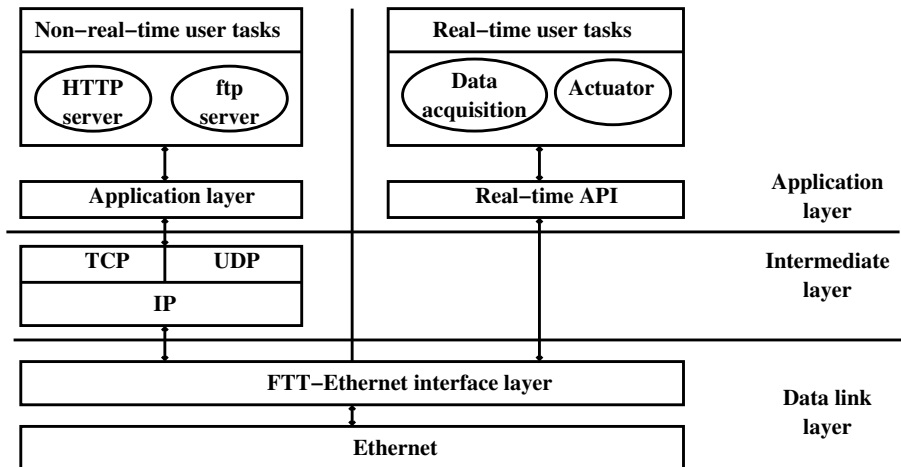 Non−real−time user tasks
HTTP
server
ftp
server
Real−time user tasks
Data
acquisition
Actuator
Application layer
Real−time API
Application
layer
TCP
UDP
IP
Intermediate
layer
FTT−Ethernet interface layer
Ethernet
Data link
layer